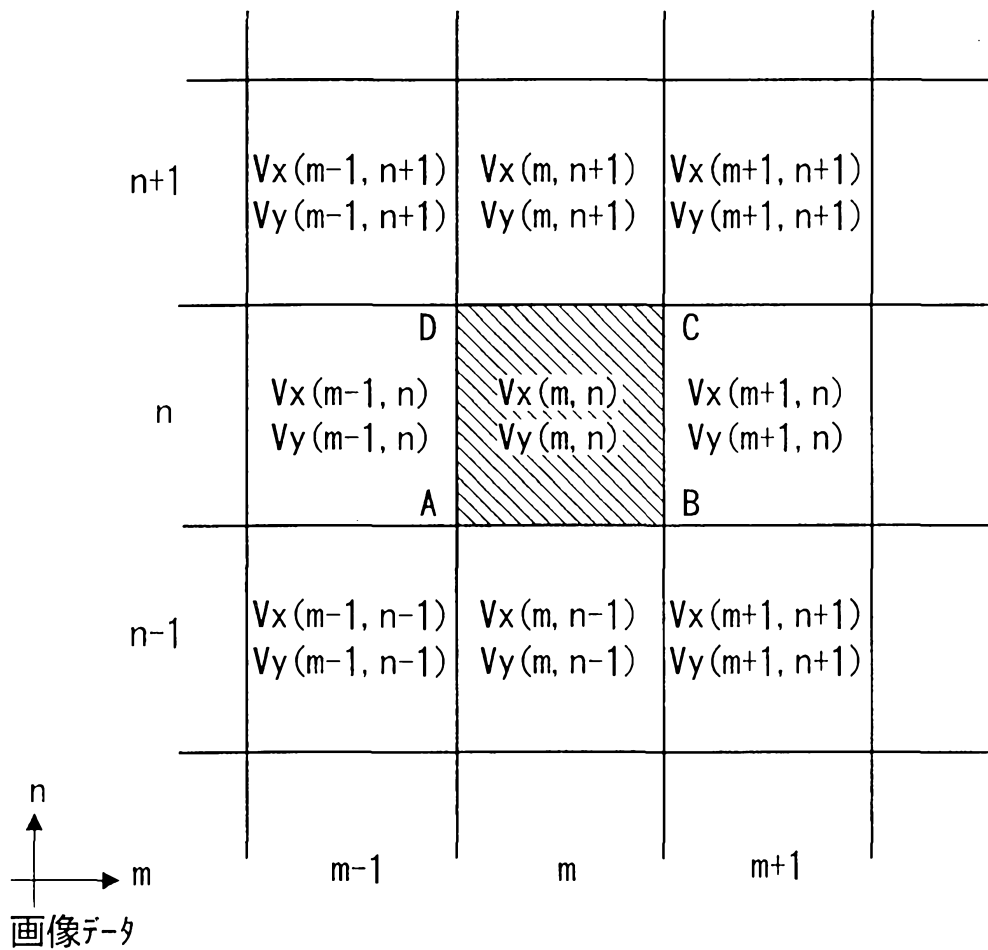 n+1
Vx(m-1, n+1)
Vy(m-1, n+1)
Vx(m, n+1)
Vy(m, n+1)
Vx(m+1, n+1)
Vy(m+1, n+1)
D
C
n
Vx(m-1, n)
Vy(m-1, n)
Vx(m, n)
Vy(m, n)
Vx(m+1, n)
Vy(m+1, n)
A
B
n-1
Vx(m-1, n-1)
Vy(m-1, n-1)
Vx(m, n-1)
Vy(m, n-1)
Vx(m+1, n+1)
Vy(m+1, n+1)
n
m
m-1
m
m+1
画像データ